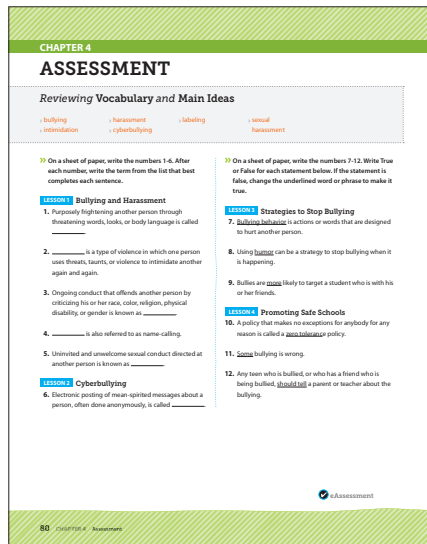 CHAPTER 4
ASSESSMENT
Reviewing Vocabulary and Main Ideas
› bullying
› intimidation
› harassment
› cyberbullying
› labeling
› sexual
harassment
» On a sheet of paper, write the numbers 1-6. After
each number, write the term from the list that best
completes each sentence.
LESSON 1 Bullying and Harassment
1. Purposely frightening another person through
threatening words, looks, or body language is called
________.
2. ________ is a type of violence in which one person
uses threats, taunts, or violence to intimidate another
again and again.
3. Ongoing conduct that offends another person by
criticizing his or her race, color, religion, physical
disability, or gender is known as ________.
4. ________ is also referred to as name-calling.
5. Uninvited and unwelcome sexual conduct directed at
another person is known as ________.
LESSON 2 Cyberbullying
6. Electronic posting of mean-spirited messages about a
person, often done anonymously, is called ________.
» On a sheet of paper, write the numbers 7-12. Write True
or False for each statement below. If the statement is
false, change the underlined word or phrase to make it
true.
LESSON 3 Strategies to Stop Bullying
7. Bullying behavior is actions or words that are designed
to hurt another person.
8. Using humor can be a strategy to stop bullying when it
is happening.
9. Bullies are more likely to target a student who is with his
or her friends.
LESSON 4 Promoting Safe Schools
10. A policy that makes no exceptions for anybody for any
reason is called a zero tolerance policy.
11. Some bullying is wrong.
12. Any teen who is bullied, or who has a friend who is
being bullied, should tell a parent or teacher about the
bullying.
eAssessment
80 CHAPTER 4 Assessment